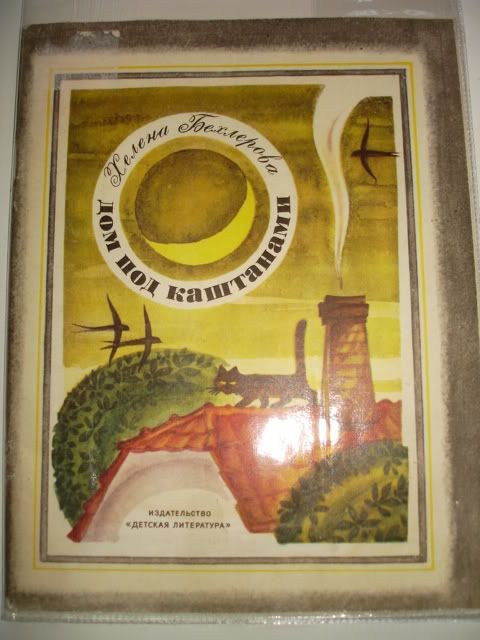 Хелена Бехлерова
ДОМ ПОД КАШТАНАМИ
ИЗДАТЕЛЬСТВО
«ДЕТСКАЯ ЛИТЕРАТУРА»